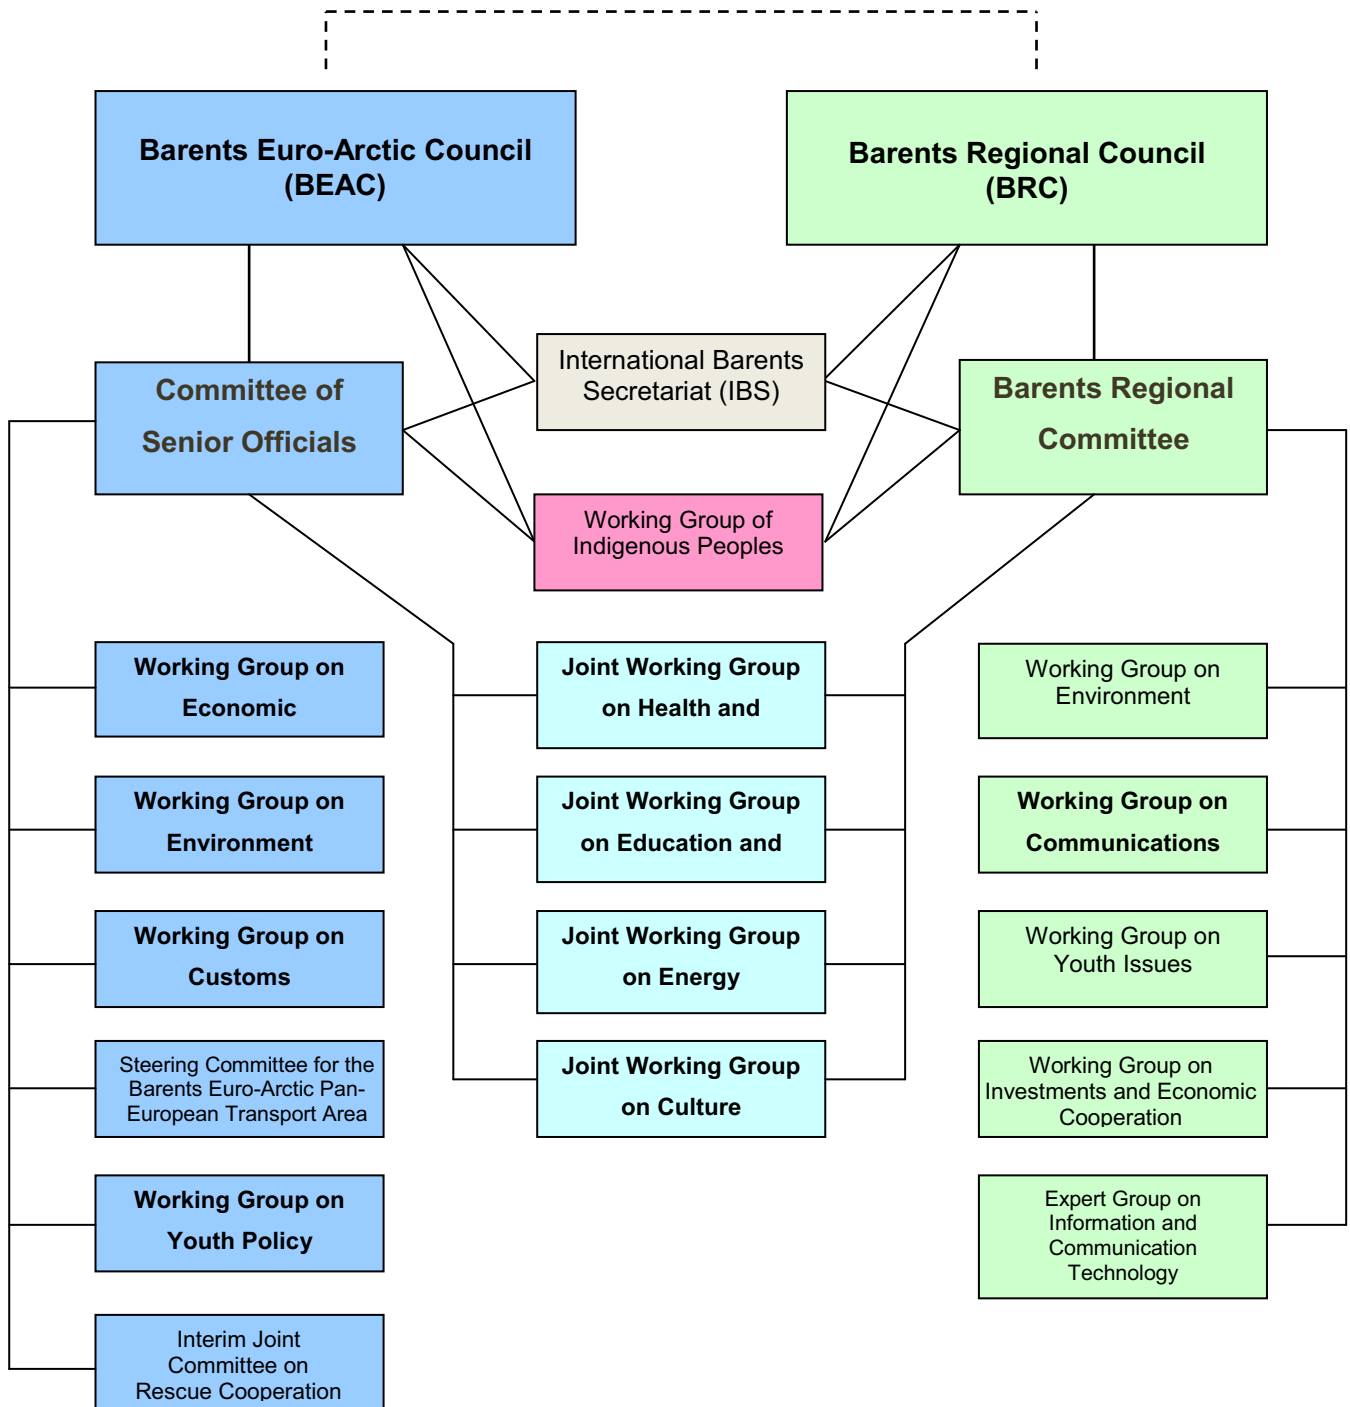 Barents Euro-Arctic Council
(BEAC)
Barents Regional Council
(BRC)
Committee of
Senior Officials
International Barents
Secretariat (IBS)
Barents Regional
Committee
Working Group of
Indigenous Peoples
Working Group on
Economic
Joint Working Group
on Health and
Working Group on
Environment
Working Group on
Environment
Joint Working Group
on Education and
Working Group on
Communications
Working Group on
Customs
Joint Working Group
on Energy
Working Group on
Youth Issues
Steering Committee for the
Barents Euro-Arctic Pan-
European Transport Area
Joint Working Group
on Culture
Working Group on
Investments and Economic
Cooperation
Working Group on
Youth Policy
Expert Group on
Information and
Communication
Technology
Interim Joint
Committee on
Rescue Cooperation